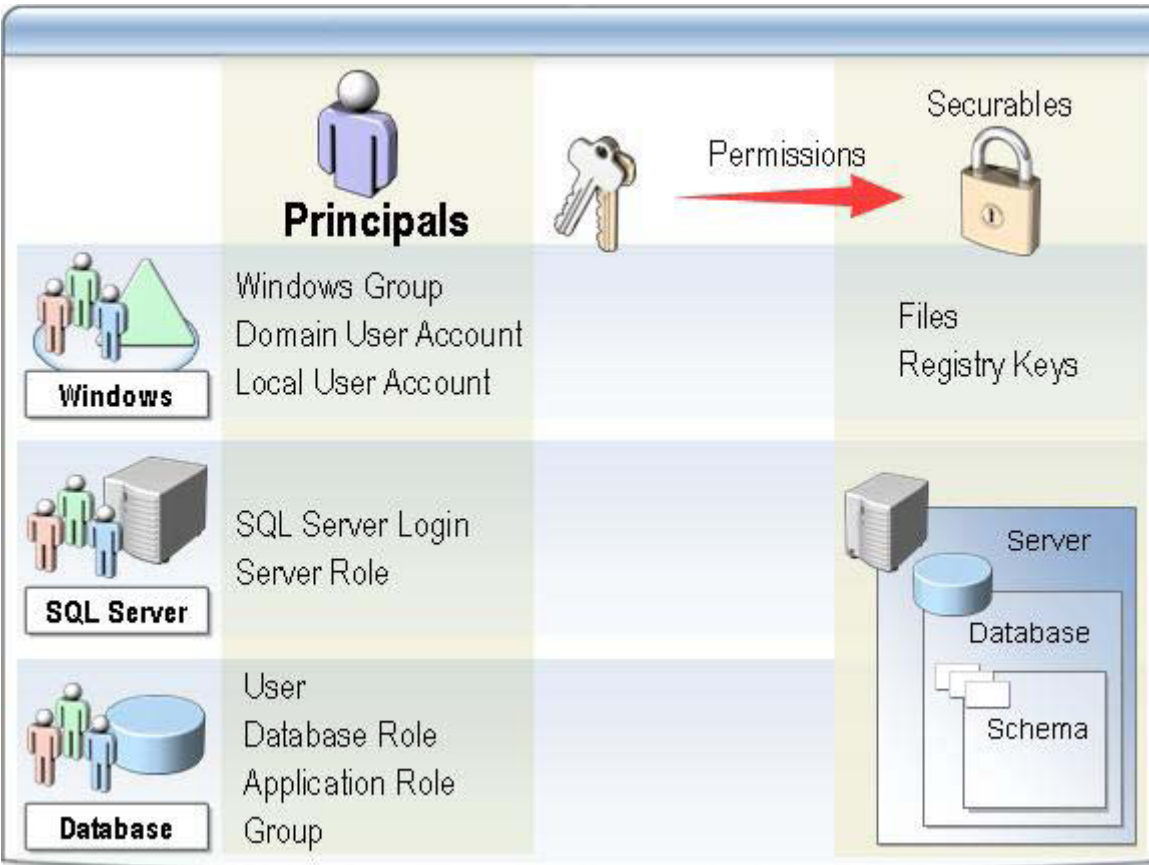 Principals
Permissions
Securables
Windows
Windows Group
Domain User Account
Local User Account
Files
Registry Keys
SQL Server
SQL Server Login
Server Role
Server
Database
Schema
Database
User
Database Role
Application Role
Group